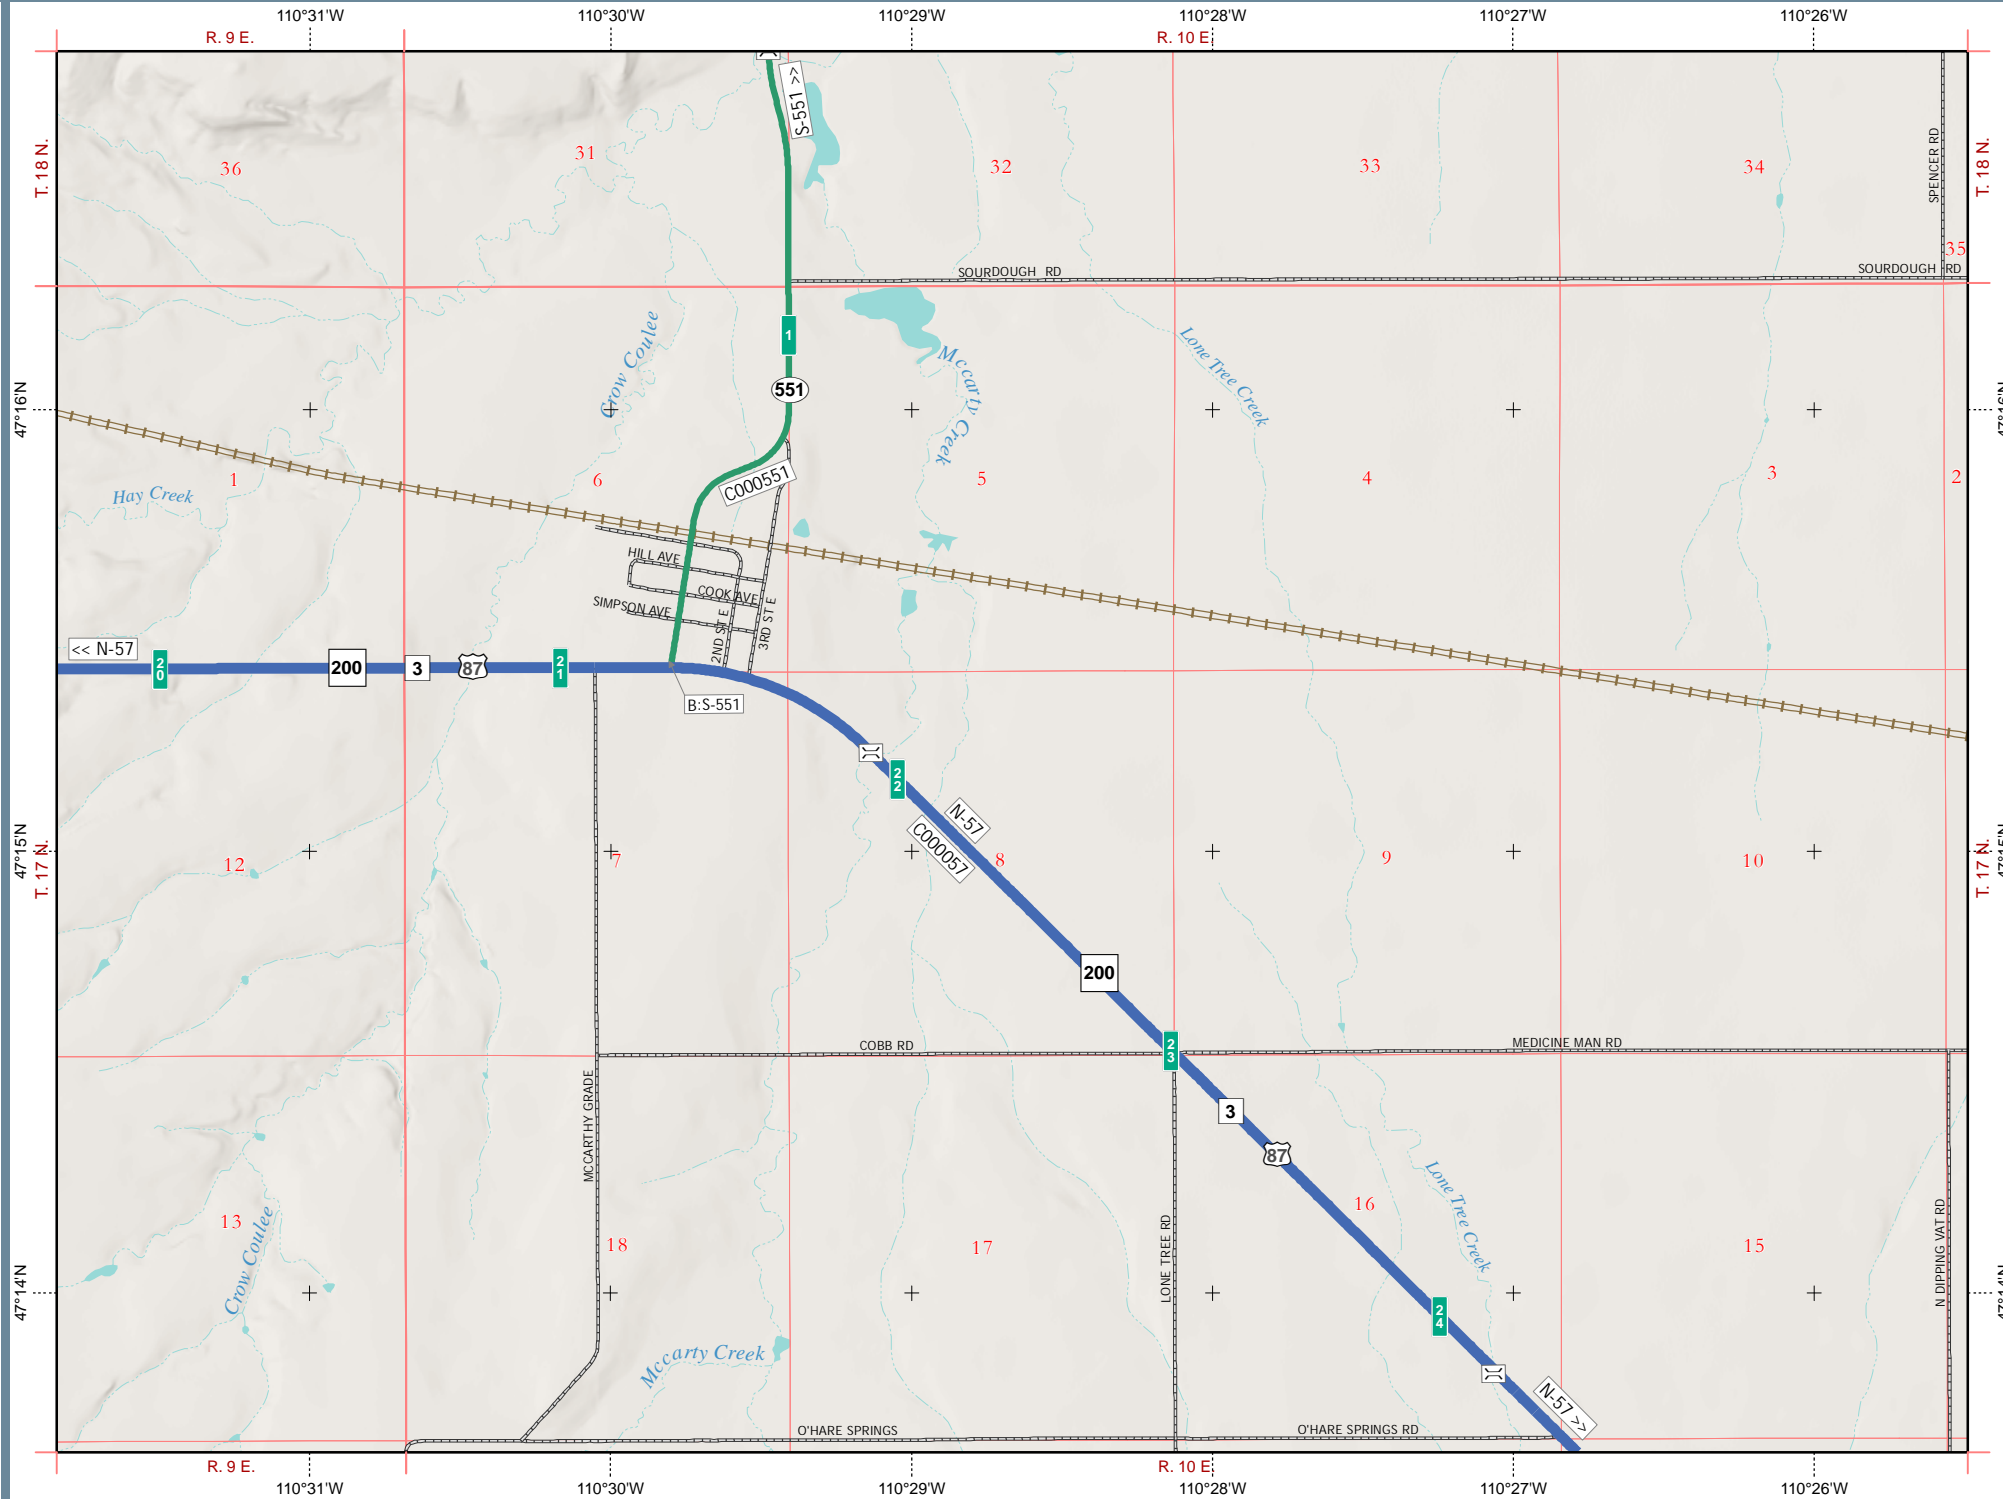 110°31'W 110°30'W 110°29'W 110°28'W 110°27'W 110°26'W
R. 9 E. R. 10 E.
T. 18 N. T. 18 N.
S-551 >>
36 31 32 33 34
SPENCER RD
35
SOURDOUGH RD SOURDOUGH RD
1
551
Crow Coulee
Mccarty Creek
Lone Tree Creek
47°16'N 47°16'N
Hay Creek
1 6 5 4 3 2
C000551
HILL AVE
COOK AVE
SIMPSON AVE
2ND ST E
3RD ST E
<< N-57
20 200 3 87 21
B:S-551
22
N-57
C000057
47°15'N 47°15'N
T. 17 N. T. 17 N.
12 7 8 9 10
200
COBB RD
23
MEDICINE MAN RD
MCCARTHY GRADE
3
87
13 18 17 16 15
Crow Coulee
LONE TREE RD
Lone Tree Creek
N DIPPING VAT RD
47°14'N 47°14'N
24
Mccarty Creek
N-57 >>
O'HARE SPRINGS O'HARE SPRINGS RD
R. 9 E. R. 10 E.
110°31'W 110°30'W 110°29'W 110°28'W 110°27'W 110°26'W